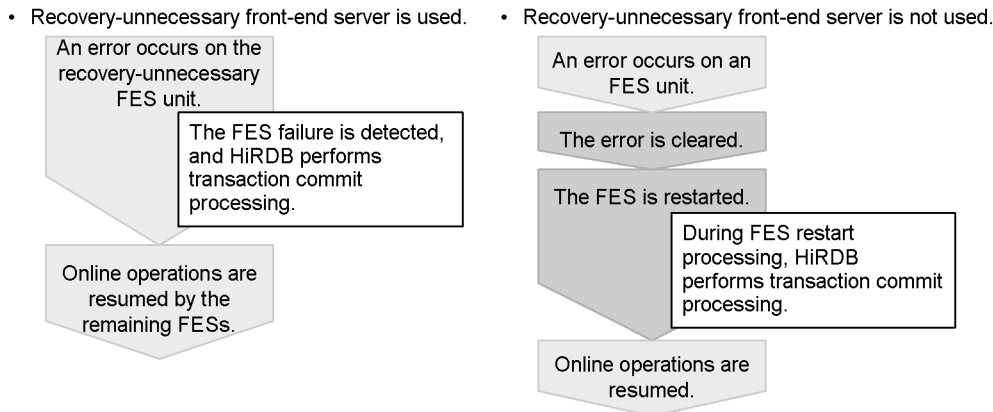 • Recovery-unnecessary front-end server is used.
An error occurs on the
recovery-unnecessary
FES unit.
The FES failure is detected,
and HiRDB performs
transaction commit
processing.
Online operations are
resumed by the
remaining FESs.
• Recovery-unnecessary front-end server is not used.
An error occurs on an
FES unit.
The error is cleared.
The FES is restarted.
During FES restart
processing, HiRDB
performs transaction commit
processing.
Online operations are
resumed.